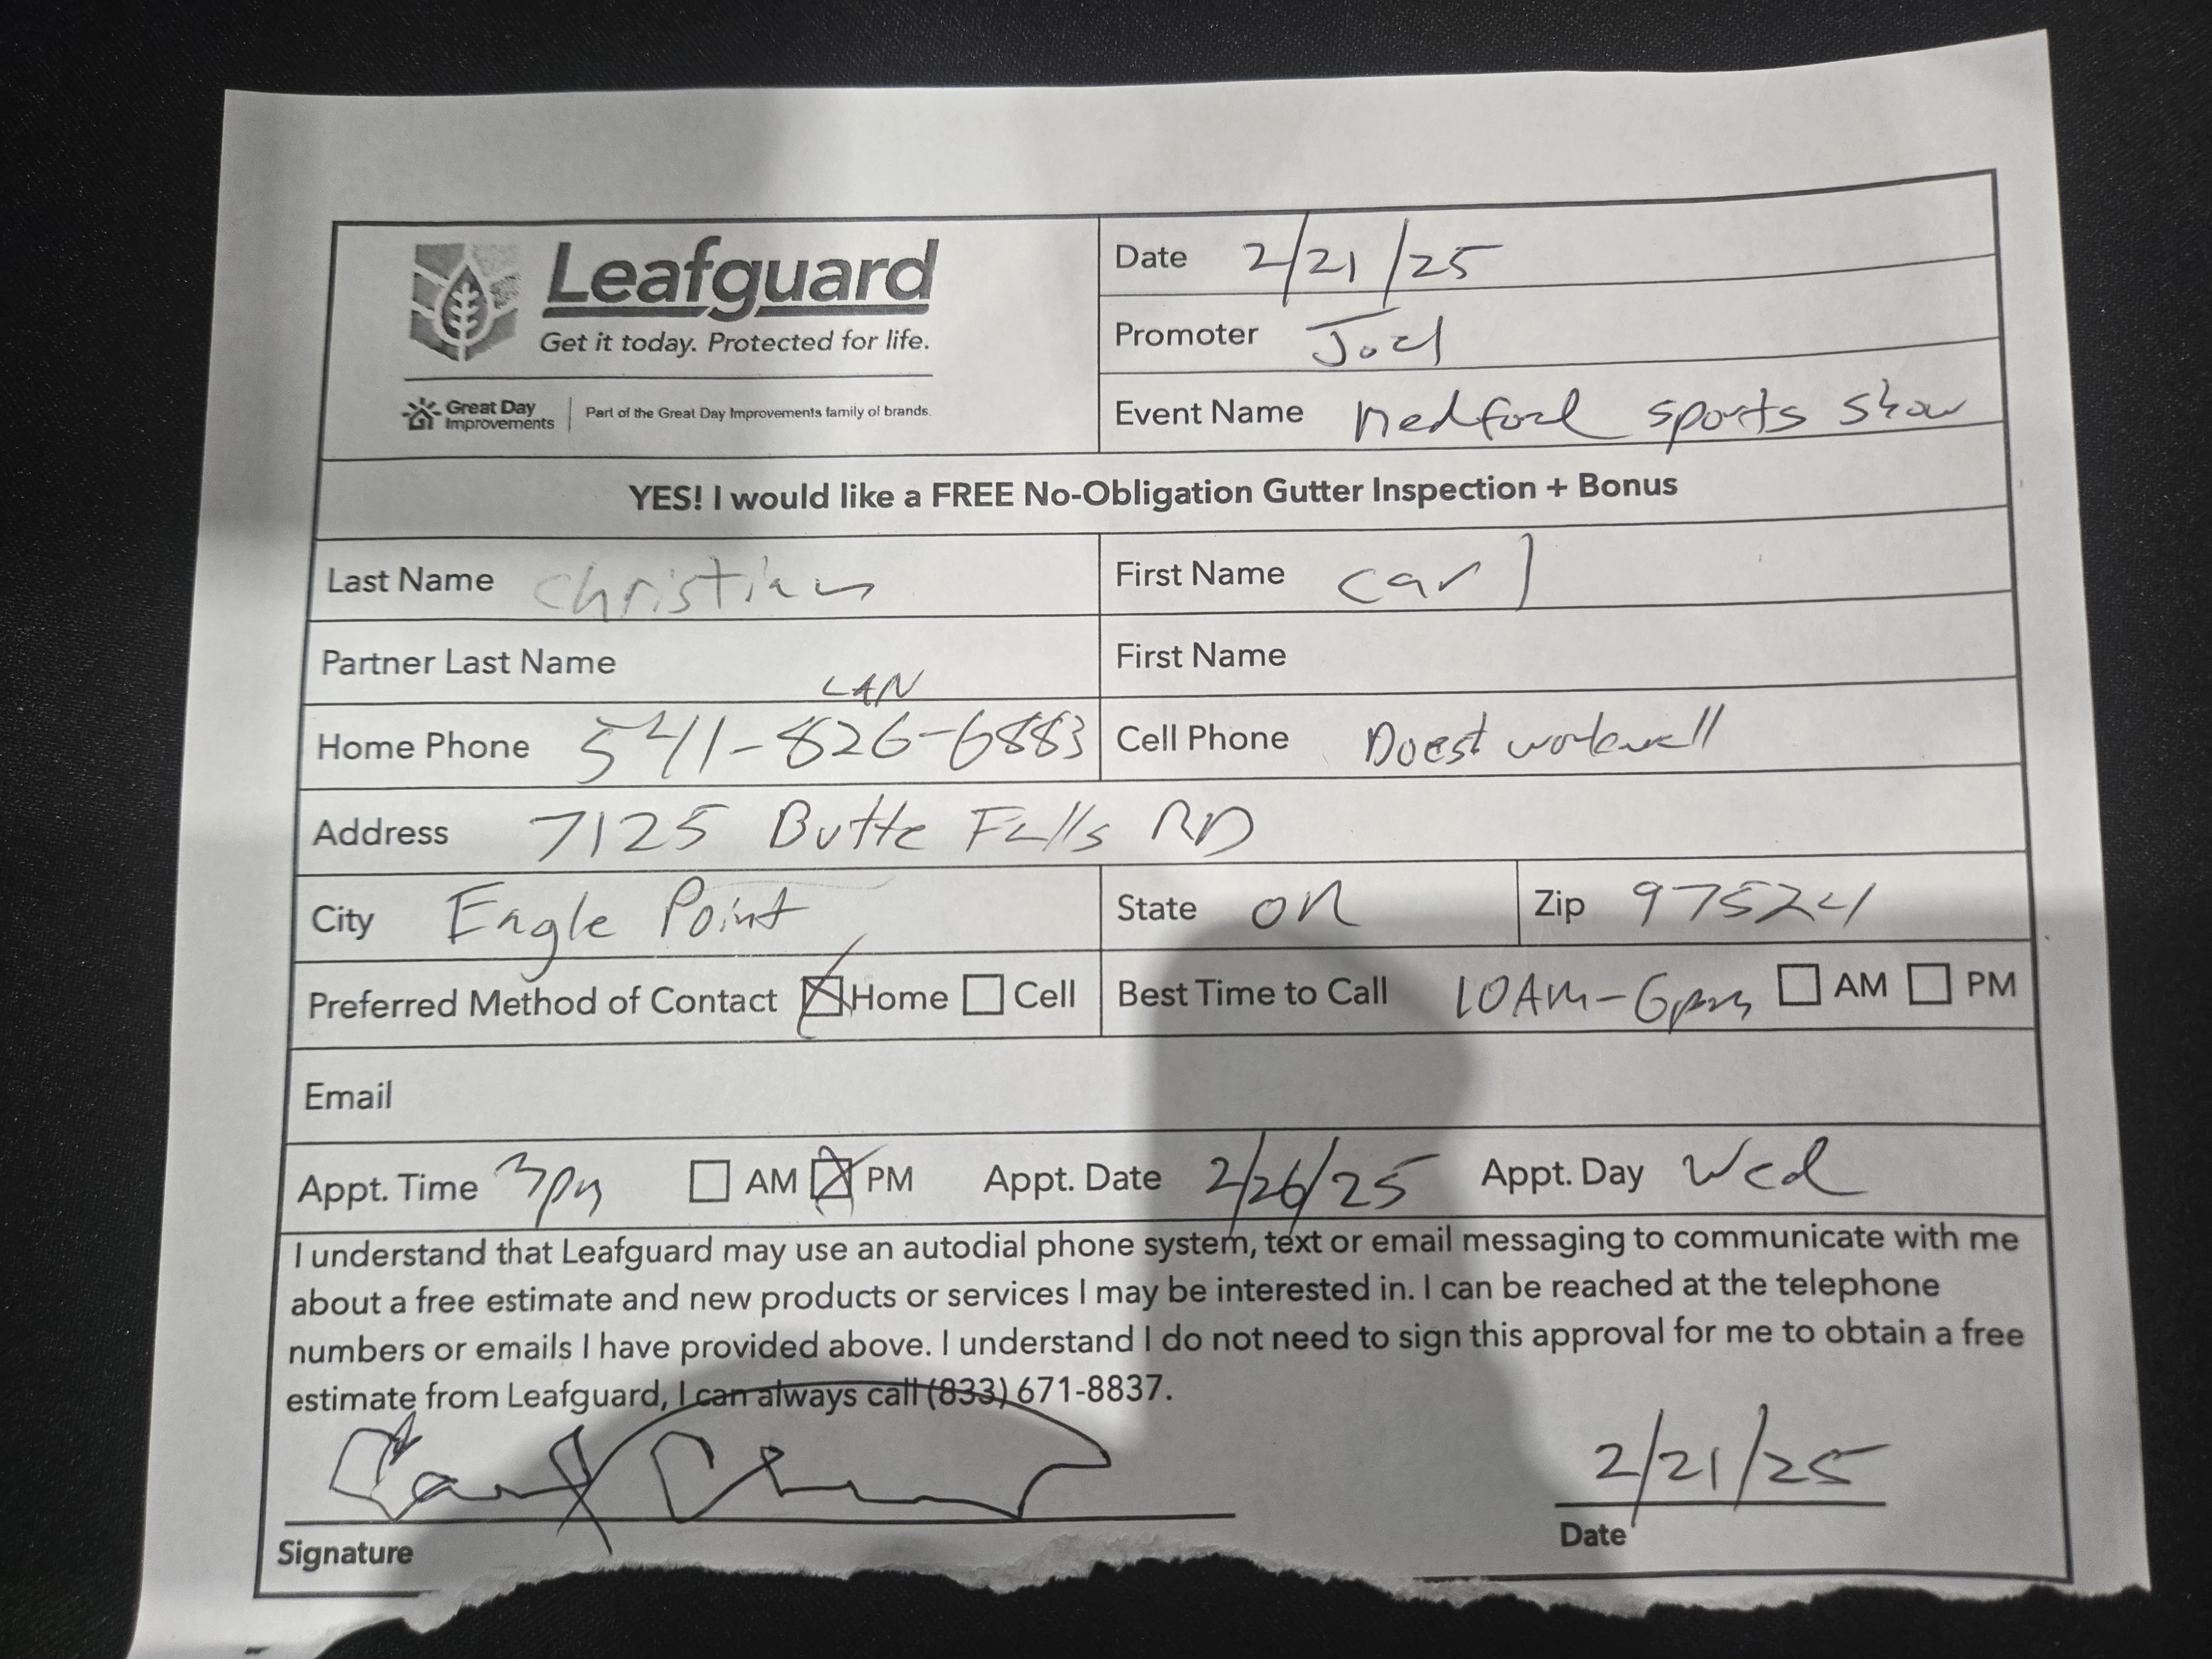 Leafguard
Get it today. Protected for life.
Great Day Improvements | Part of the Great Day Improvements family of brands.
Date 2/21/25
Promoter Joel
Event Name Medford sports show
YES! I would like a FREE No-Obligation Gutter Inspection + Bonus
Last Name Christian First Name Carl
Partner Last Name First Name
LAN
Home Phone 541-826-6883 Cell Phone Doest work well
Address 7125 Butte Falls RD
City Eagle Point State OR Zip 97524
Preferred Method of Contact ☒ Home ☐ Cell Best Time to Call 10AM-6pm ☐ AM ☐ PM
Email
Appt. Time 3pm ☐ AM ☒ PM Appt. Date 2/26/25 Appt. Day Wed
I understand that Leafguard may use an autodial phone system, text or email messaging to communicate with me
about a free estimate and new products or services I may be interested in. I can be reached at the telephone
numbers or emails I have provided above. I understand I do not need to sign this approval for me to obtain a free
estimate from Leafguard, I can always call (833) 671-8837.
2/21/25
Signature Date